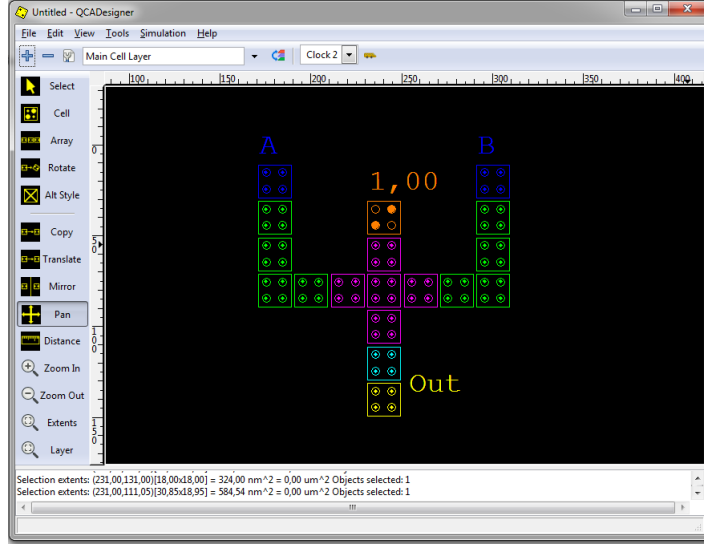 Untitled - QCADesigner
File Edit View Tools Simulation Help
Main Cell Layer Clock 2
Select
Cell
Array
Rotate
Alt Style
Copy
Translate
Mirror
Pan
Distance
Zoom In
Zoom Out
Extents
Layer
100 150 200 250 300 350 400
0
50
100
150
A B
1,00
Out
Selection extents: (231,00,131,00)[18,00x18,00] = 324,00 nm^2 = 0,00 um^2 Objects selected: 1
Selection extents: (231,00,111,05)[30,85x18,95] = 584,54 nm^2 = 0,00 um^2 Objects selected: 1